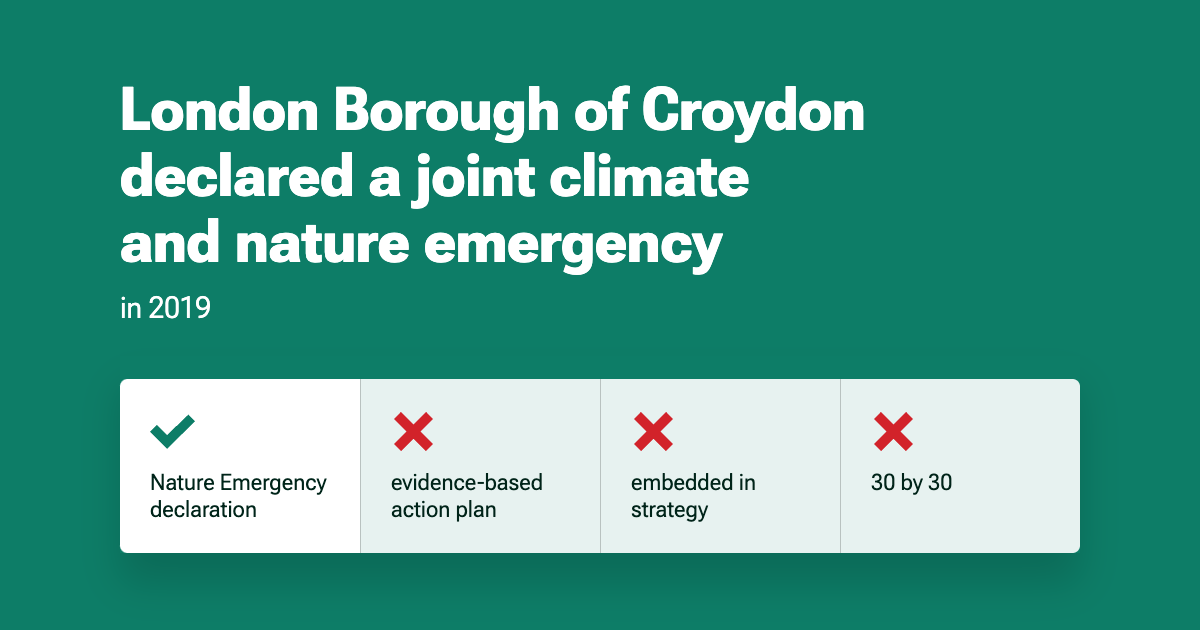 London Borough of Croydon
declared a joint climate
and nature emergency
in 2019
Nature Emergency
declaration
evidence-based
action plan
embedded in
strategy
30 by 30